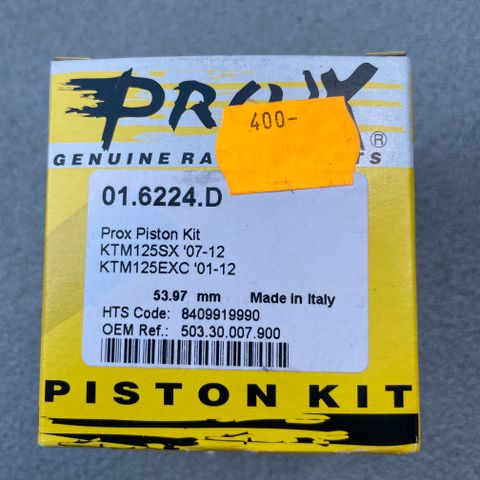 PROX
400-
GENUINE RA TS
®
01.6224.D
Prox Piston Kit
KTM125SX '07-12
KTM125EXC '01-12
53.97 mm Made in Italy
HTS Code: 8409919990
OEM Ref.: 503.30.007.900
PISTON KIT